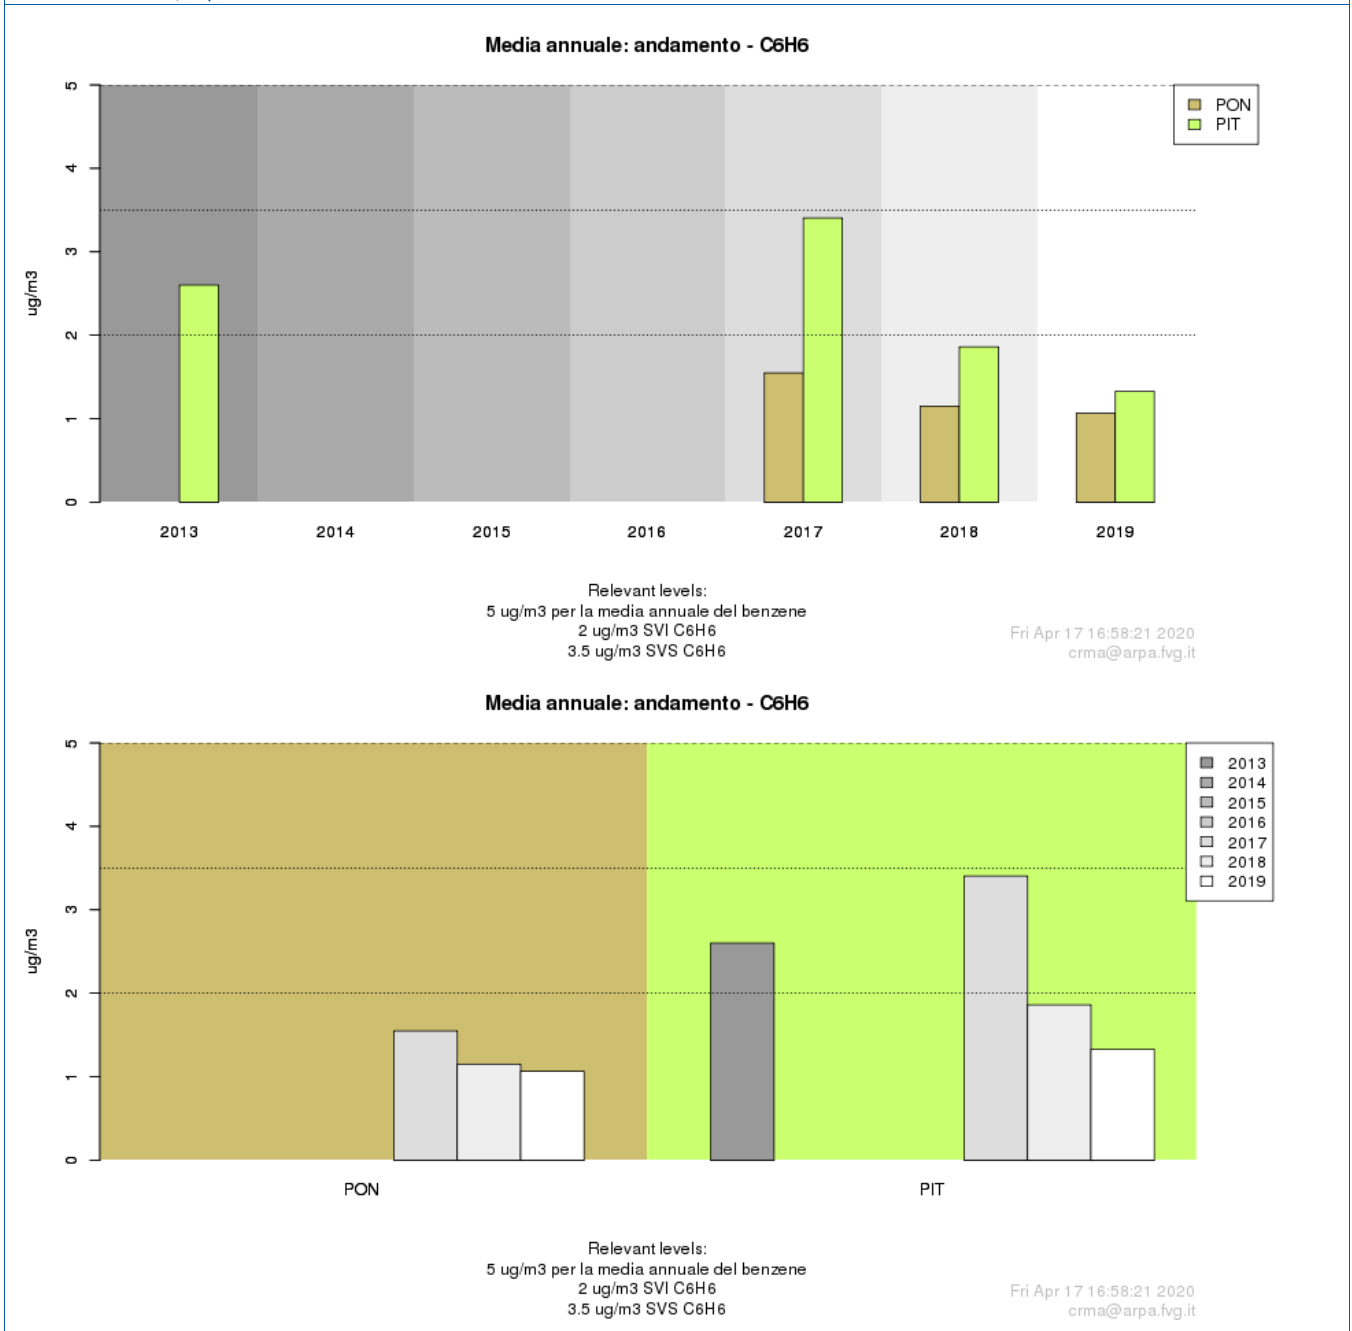 Media annuale: andamento - C6H6
5
4
3
2
1
0
ug/m3
PON
PIT
2013 2014 2015 2016 2017 2018 2019
Relevant levels:
5 ug/m3 per la media annuale del benzene
2 ug/m3 SVI C6H6
3.5 ug/m3 SVS C6H6
Fri Apr 17 16:58:21 2020
crma@arpa.fvg.it
Media annuale: andamento - C6H6
5
4
3
2
1
0
ug/m3
2013
2014
2015
2016
2017
2018
2019
PON PIT
Relevant levels:
5 ug/m3 per la media annuale del benzene
2 ug/m3 SVI C6H6
3.5 ug/m3 SVS C6H6
Fri Apr 17 16:58:21 2020
crma@arpa.fvg.it